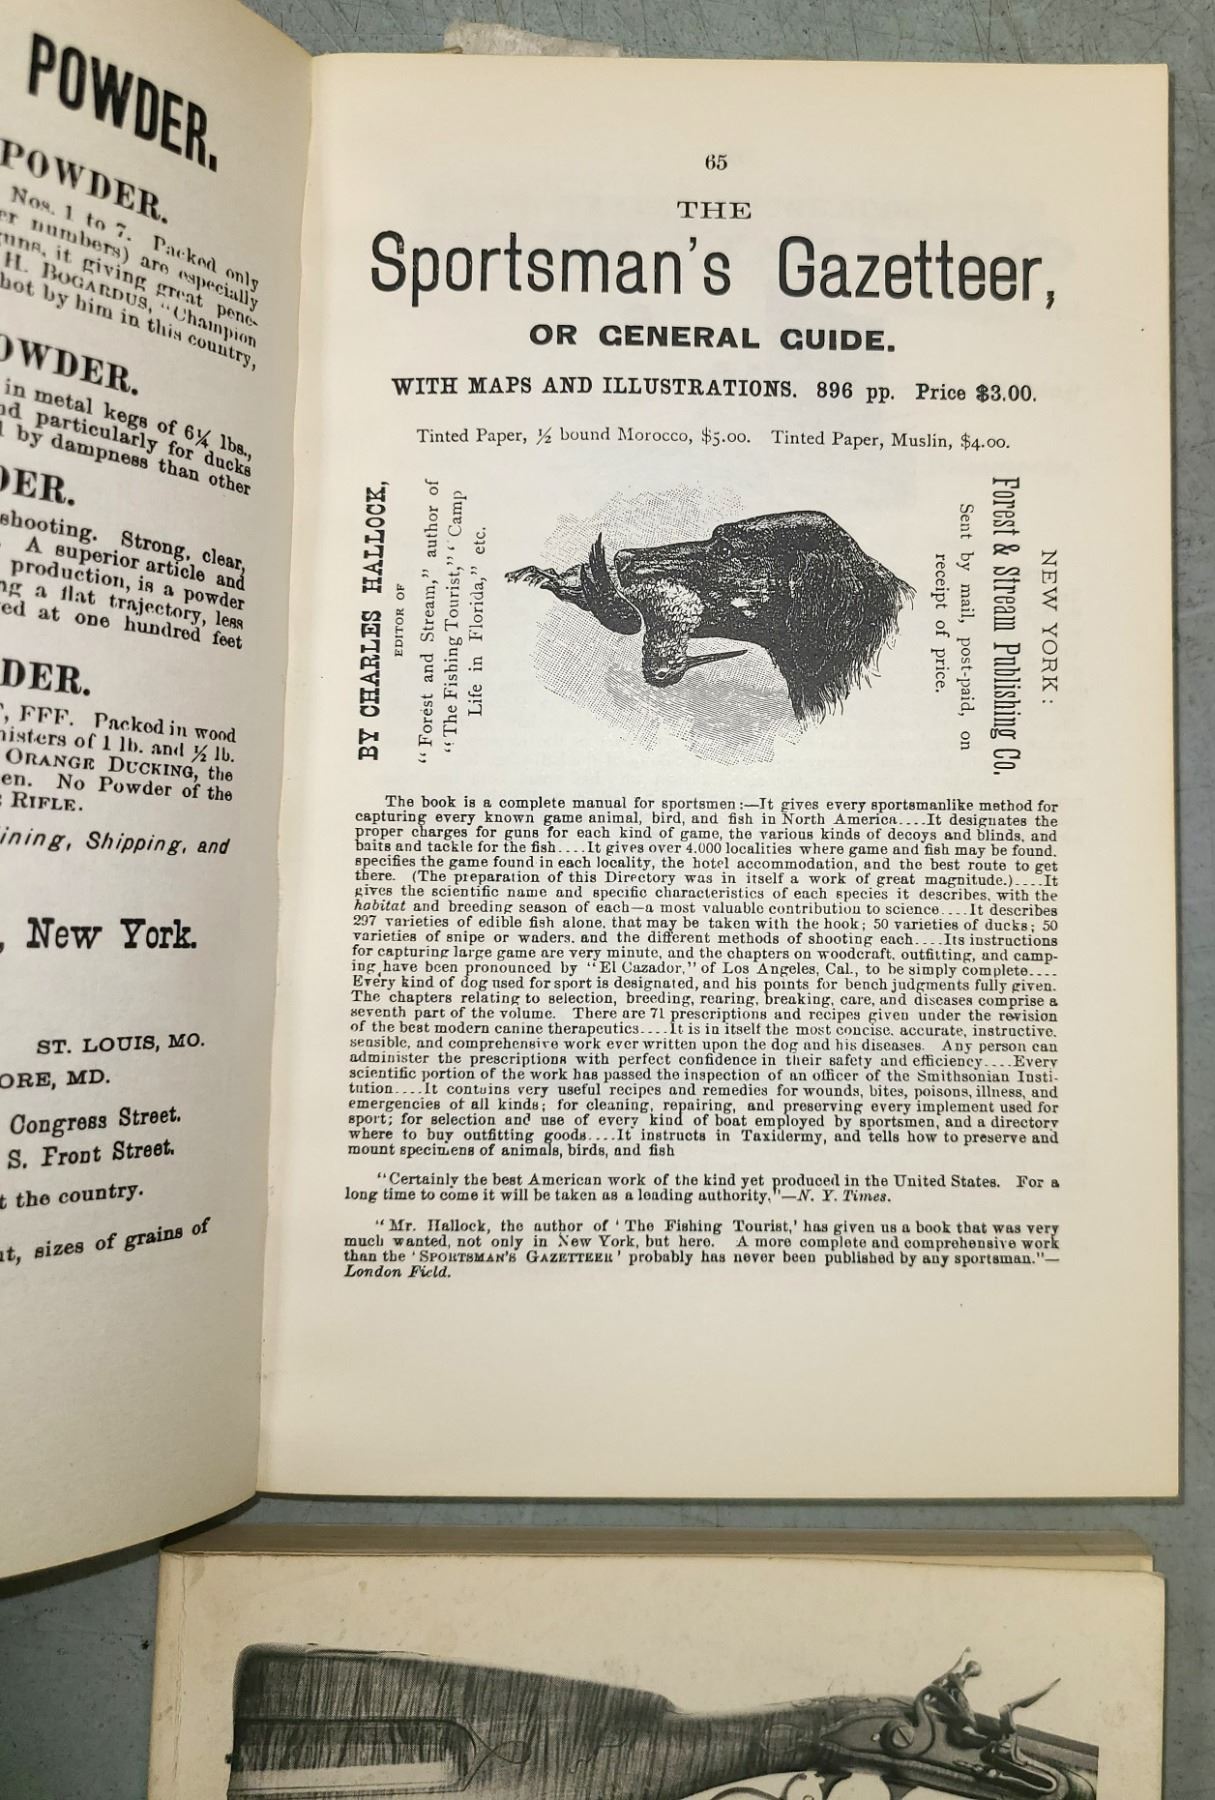 POWDER.
POWDER.
Nos. 1 to 7. Packed only
numbers) are especially
guns, it giving great pene-
H. BOGARDUS, "Champion
shot by him in this country,
POWDER.
in metal kegs of 6¼ lbs.,
and particularly for ducks
by dampness than other
shooting. Strong, clear,
A superior article and
production, is a powder
a flat trajectory, less
at one hundred feet
FFF. Packed in wood
canisters of 1 lb. and ½ lb.
ORANGE DUCKING, the
No Powder of the
RIFLE.
Mining, Shipping, and
New York.
ST. LOUIS, MO.
MD.
Congress Street.
S. Front Street.
the country.
sizes of grains of
65
THE
Sportsman's Gazetteer,
OR GENERAL GUIDE.
WITH MAPS AND ILLUSTRATIONS. 896 pp. Price $3.00.
Tinted Paper, ½ bound Morocco, $5.00. Tinted Paper, Muslin, $4.00.
BY CHARLES HALLOCK,
EDITOR OF
"Forest and Stream," author of
"The Fishing Tourist," "Camp
Life in Florida," etc.
NEW YORK:
Forest & Stream Publishing Co.
Sent by mail, post-paid, on
receipt of price.
The book is a complete manual for sportsmen:—It gives every sportsmanlike method for
capturing every known game animal, bird, and fish in North America....It designates the
proper charges for guns for each kind of game, the various kinds of decoys and blinds, and
baits and tackle for the fish....It gives over 4.000 localities where game and fish may be found,
specifies the game found in each locality, the hotel accommodation, and the best route to get
there. (The preparation of this Directory was in itself a work of great magnitude.)....It
gives the scientific name and specific characteristics of each species it describes, with the
habitat and breeding season of each—a most valuable contribution to science....It describes
297 varieties of edible fish alone, that may be taken with the hook; 50 varieties of ducks; 50
varieties of snipe or waders, and the different methods of shooting each....Its instructions
for capturing large game are very minute, and the chapters on woodcraft, outfitting, and camp-
ing have been pronounced by "El Cazador," of Los Angeles, Cal., to be simply complete....
Every kind of dog used for sport is designated, and his points for bench judgments fully given.
The chapters relating to selection, breeding, rearing, breaking, care, and diseases comprise a
seventh part of the volume. There are 71 prescriptions and recipes given under the revision
of the best modern canine therapeutics....It is in itself the most concise, accurate, instructive,
sensible, and comprehensive work ever written upon the dog and his diseases. Any person can
administer the prescriptions with perfect confidence in their safety and efficiency....Every
scientific portion of the work has passed the inspection of an officer of the Smithsonian Insti-
tution....It contains very useful recipes and remedies for wounds, bites, poisons, illness, and
emergencies of all kinds; for cleaning, repairing, and preserving every implement used for
sport; for selection and use of every kind of boat employed by sportsmen, and a directory
where to buy outfitting goods....It instructs in Taxidermy, and tells how to preserve and
mount specimens of animals, birds, and fish
"Certainly the best American work of the kind yet produced in the United States. For a
long time to come it will be taken as a leading authority."—N. Y. Times.
"Mr. Hallock, the author of 'The Fishing Tourist,' has given us a book that was very
much wanted, not only in New York, but here. A more complete and comprehensive work
than the 'SPORTSMAN'S GAZETTEER' probably has never been published by any sportsman."—
London Field.